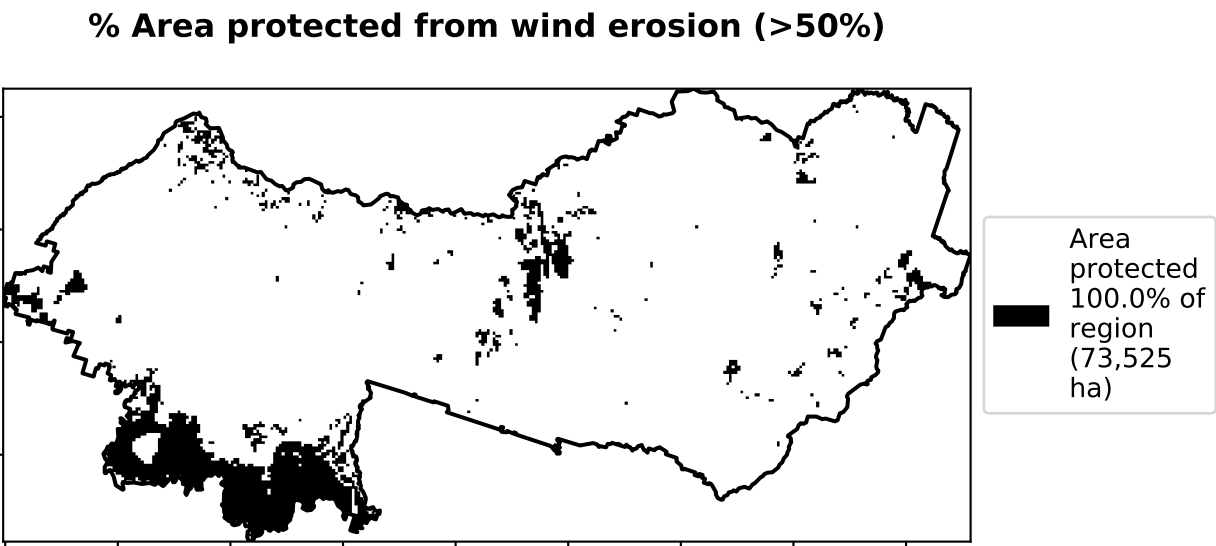 % Area protected from wind erosion (>50%)
Area
protected
100.0% of
region
(73,525
ha)